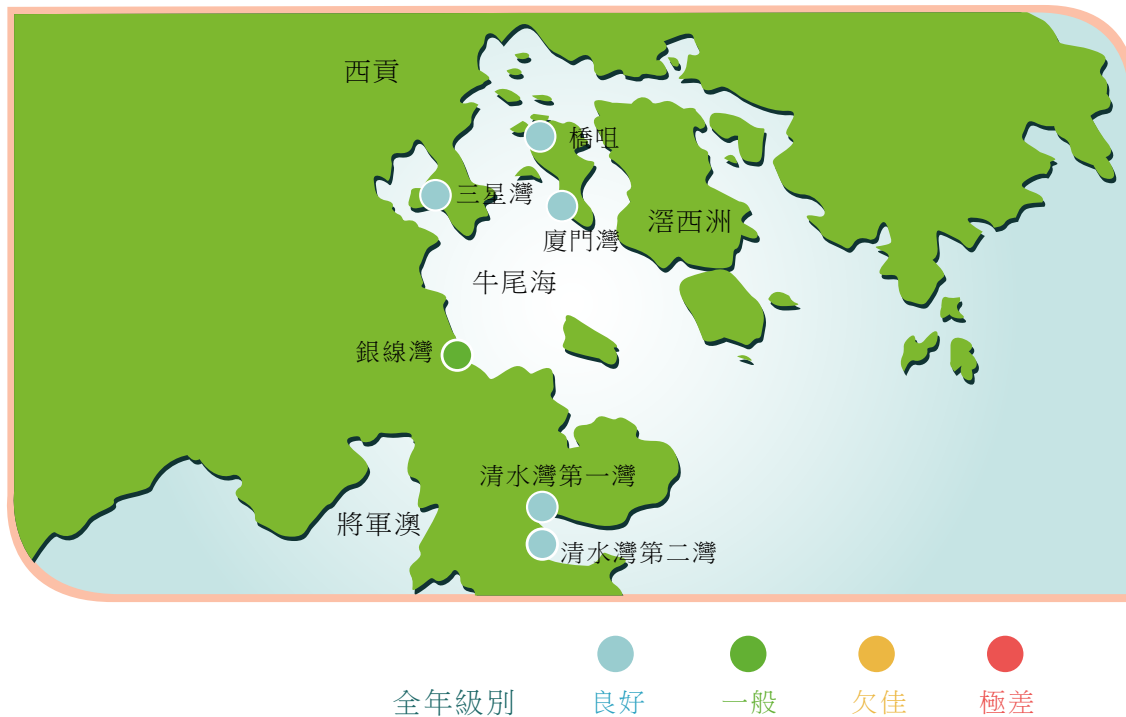 西貢
橋咀
三星灣
滘西洲
廈門灣
牛尾海
銀線灣
清水灣第一灣
將軍澳
清水灣第二灣
全年級別
良好
一般
欠佳
極差